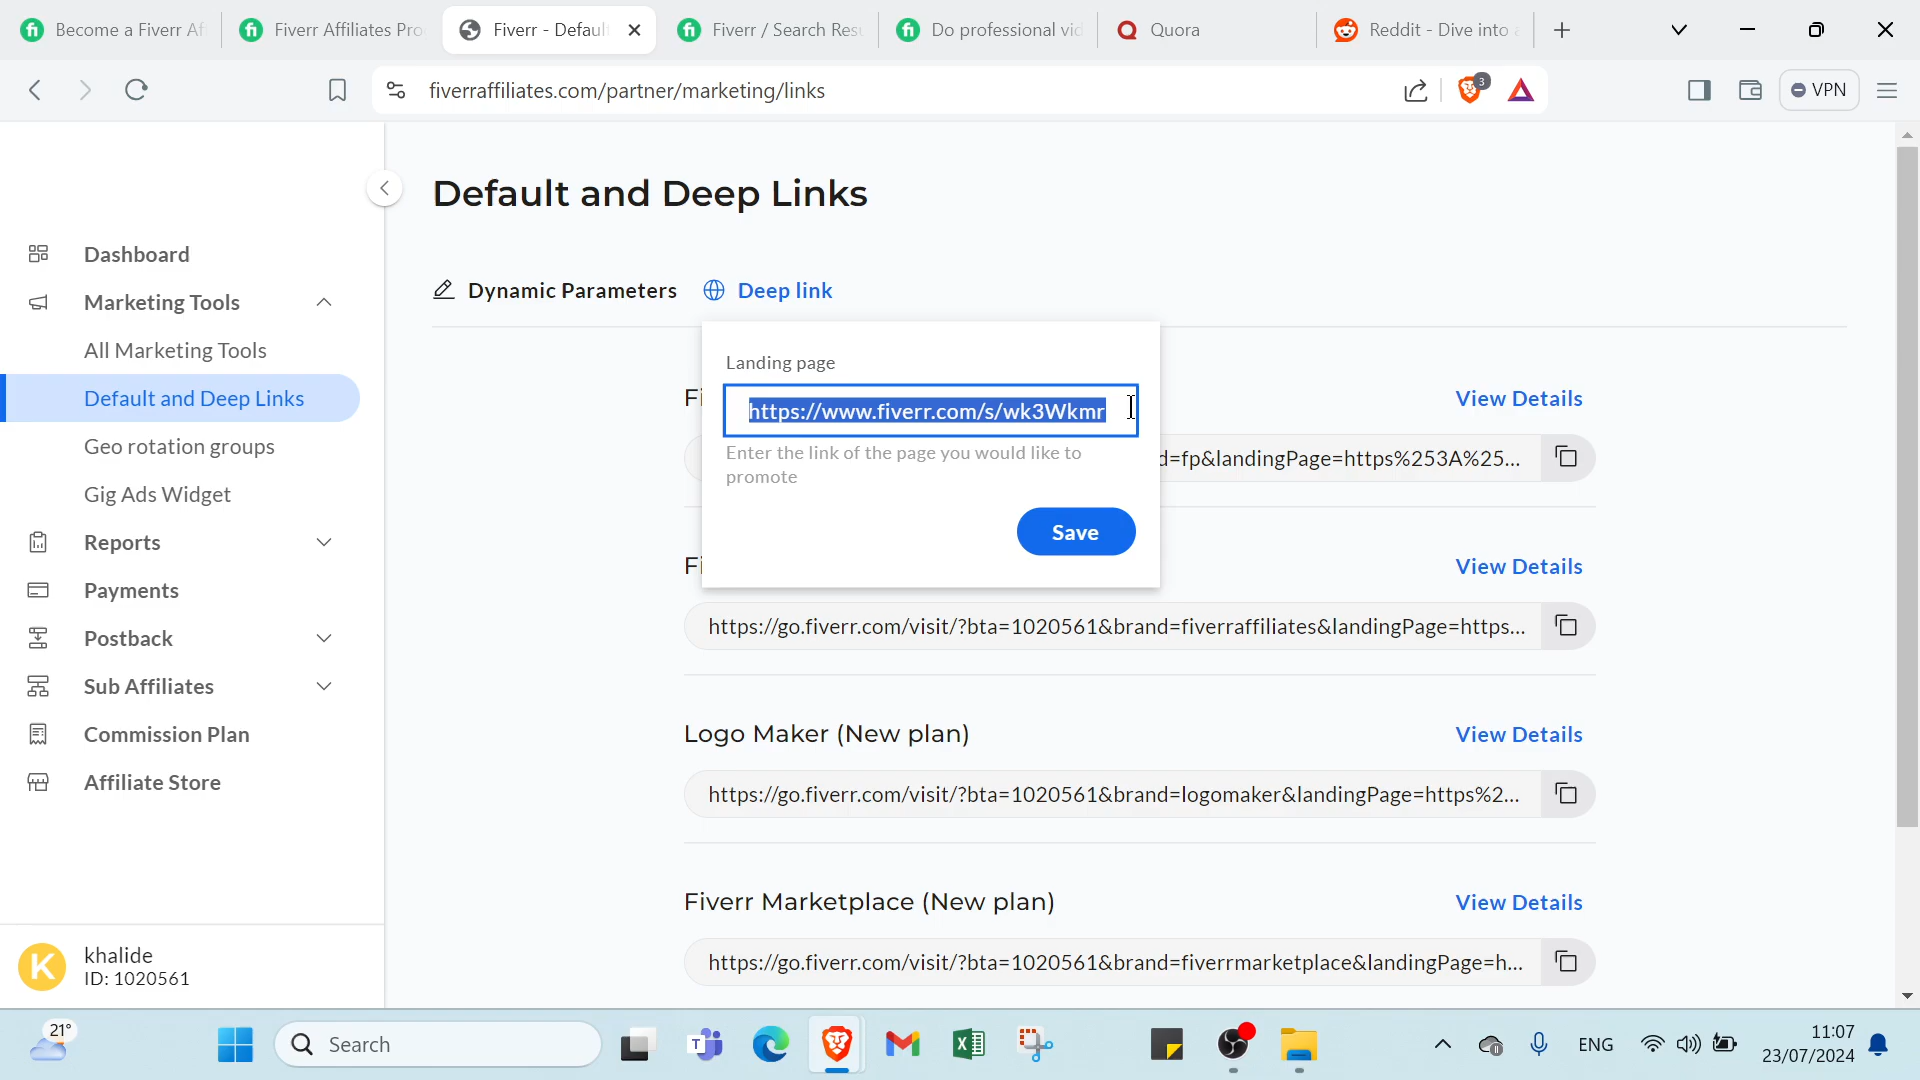 Become a Fiverr Af
Fiverr Affiliates Pro
Fiverr - Defaul
Fiverr / Search Resu
Do professional vid
Quora
Reddit - Dive into a
fiverraffiliates.com/partner/marketing/links
3
VPN
Dashboard
Marketing Tools
All Marketing Tools
Default and Deep Links
Geo rotation groups
Gig Ads Widget
Reports
Payments
Postback
Sub Affiliates
Commission Plan
Affiliate Store
K
khalide
ID: 1020561
Default and Deep Links
Dynamic Parameters
Deep link
Landing page
https://www.fiverr.com/s/wk3Wkmr
Enter the link of the page you would like to
promote
Save
Fi
View Details
d=fp&landingPage=https%253A%25...
Fi
View Details
https://go.fiverr.com/visit/?bta=1020561&brand=fiverraffiliates&landingPage=https...
Logo Maker (New plan)
View Details
https://go.fiverr.com/visit/?bta=1020561&brand=logomaker&landingPage=https%2...
Fiverr Marketplace (New plan)
View Details
https://go.fiverr.com/visit/?bta=1020561&brand=fiverrmarketplace&landingPage=h...
21°
Search
ENG
11:07
23/07/2024